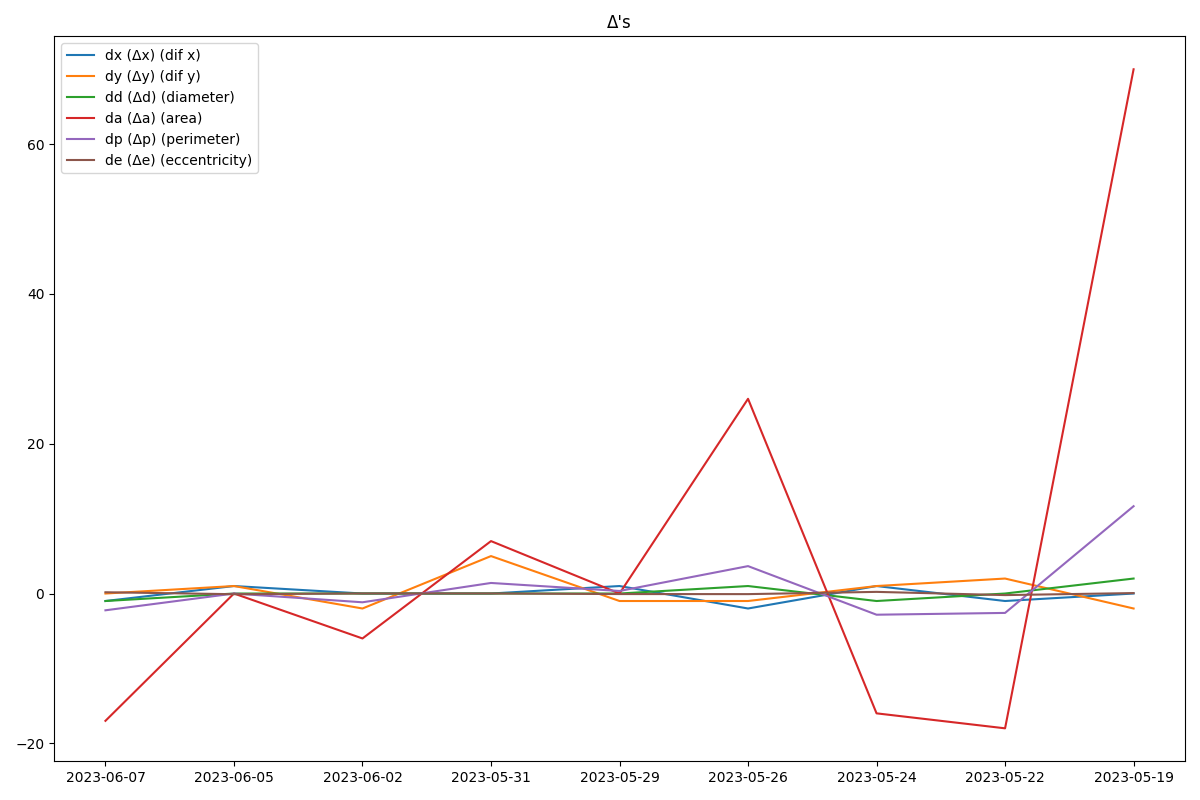 Δ's
dx (Δx) (dif x)
dy (Δy) (dif y)
dd (Δd) (diameter)
da (Δa) (area)
dp (Δp) (perimeter)
de (Δe) (eccentricity)
60
40
20
0
−20
2023-06-07 2023-06-05 2023-06-02 2023-05-31 2023-05-29 2023-05-26 2023-05-24 2023-05-22 2023-05-19